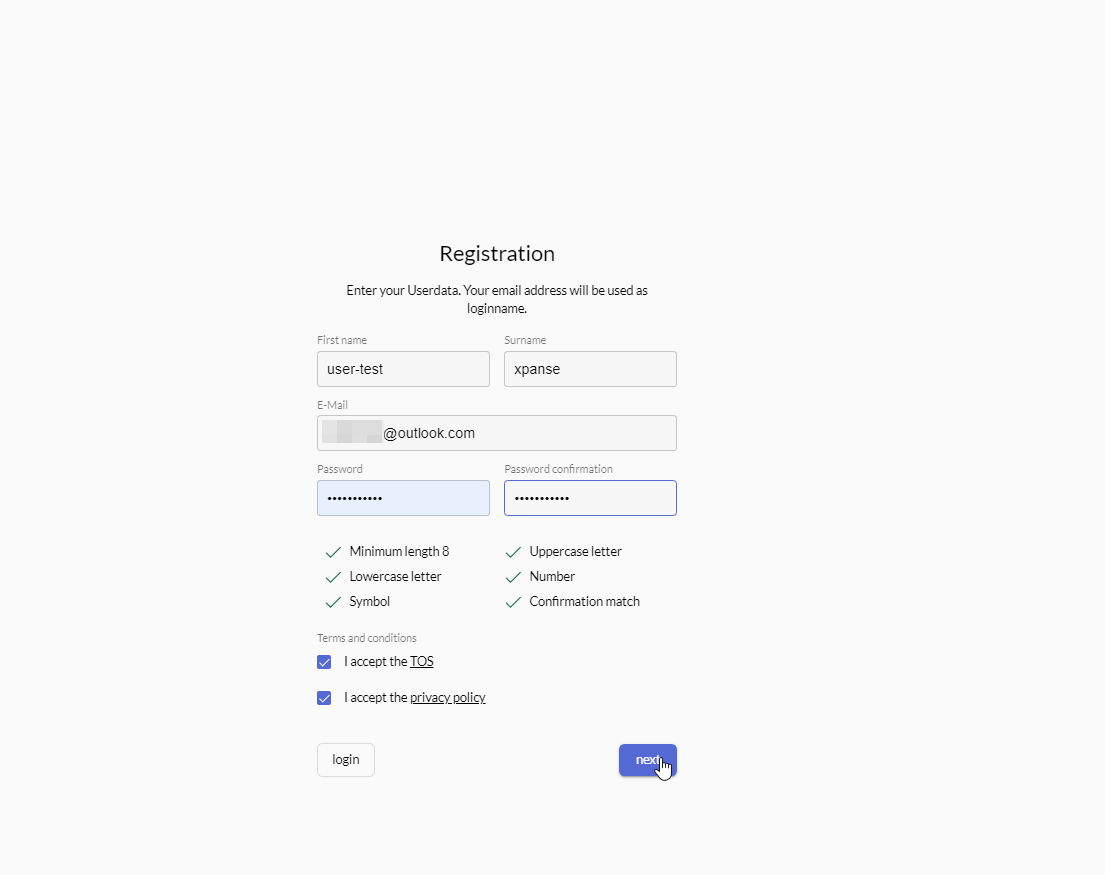 Registration
Enter your Userdata. Your email address will be used as
loginname.
First name
Surname
user-test
xpanse
E-Mail
@outlook.com
Password
Password confirmation
•••••••••••
•••••••••••
Minimum length 8
Uppercase letter
Lowercase letter
Number
Symbol
Confirmation match
Terms and conditions
I accept the TOS
I accept the privacy policy
login
next